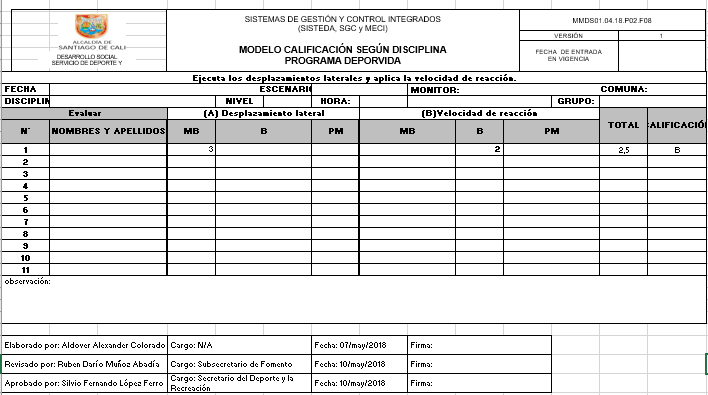 ALCALDÍA DE
SANTIAGO DE CALI
DESARROLLO SOCIAL
SERVICIO DE DEPORTE Y
SISTEMAS DE GESTIÓN Y CONTROL INTEGRADOS
(SISTEDA, SGC y MECI)
MODELO CALIFICACIÓN SEGÚN DISCIPLINA
PROGRAMA DEPORVIDA
MMDS01.04.18.P02.F08
VERSIÓN 1
FECHA DE ENTRADA
EN VIGENCIA
Ejecuta los desplazamientos laterales y aplica la velocidad de reacción.
FECHA ESCENARIO MONITOR: COMUNA:
DISCIPLIN NIVEL HORA: GRUPO:
Evaluar (A) Desplazamiento lateral (B)Velocidad de reacción TOTAL ALIFICACIÓ
N° NOMBRES Y APELLIDOS MB B PM MB B PM
1 3 2 2,5 B
2
3
4
5
6
7
8
9
10
11
observación:
Elaborado por: Aldover Alexander Colorado Cargo: N/A Fecha: 07/may/2018 Firma:
Revisado por: Ruben Darío Muñoz Abadía Cargo: Subsecretario de Fomento Fecha: 10/may/2018 Firma:
Aprobado por: Silvio Fernando López Ferro Cargo: Secretario del Deporte y la Recreación Fecha: 10/may/2018 Firma: